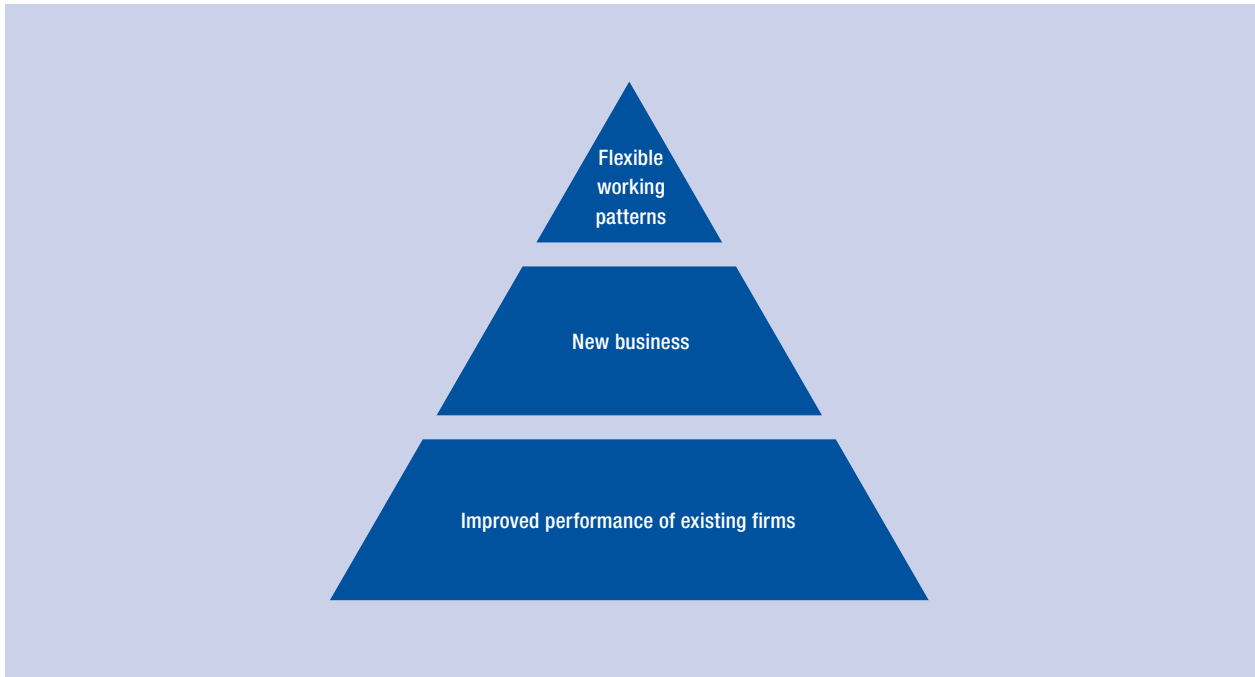 Flexible
working
patterns
New business
Improved performance of existing firms